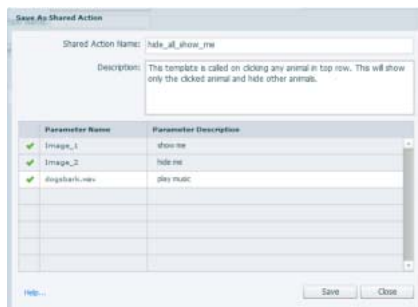 Save As Shared Action
Shared Action Name: hide_all_show_me
Description: This template is called on clicking any animal in top row. This will show
only the clicked animal and hide other animals.
Parameter Name Parameter Description
Image_1 show me
Image_2 hide me
dogsbark.wav play music
Help... Save Close